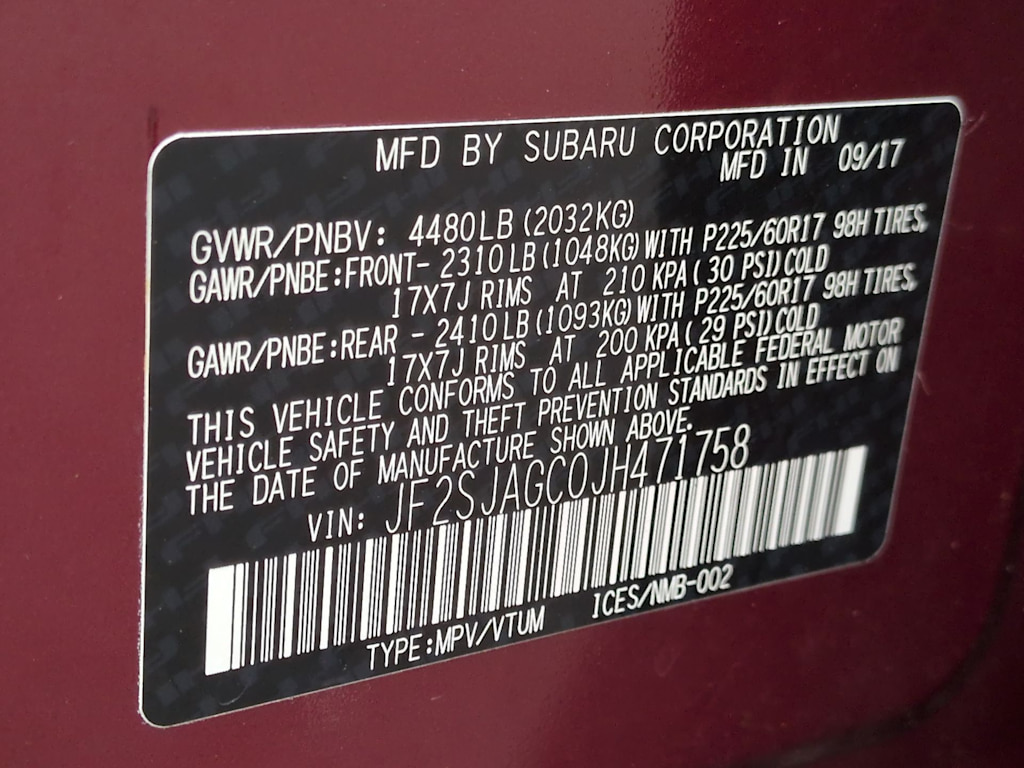 MFD BY SUBARU CORPORATION
MFD IN 09/17
GVWR/PNBV: 4480LB (2032KG)
GAWR/PNBE:FRONT- 2310LB (1048KG) WITH P225/60R17 98H TIRES,
17X7J RIMS AT 210 KPA ( 30 PSI) COLD
GAWR/PNBE:REAR - 2410LB (1093KG) WITH P225/60R17 98H TIRES,
17X7J RIMS AT 200 KPA ( 29 PSI) COLD
THIS VEHICLE CONFORMS TO ALL APPLICABLE FEDERAL MOTOR
VEHICLE SAFETY AND THEFT PREVENTION STANDARDS IN EFFECT ON
THE DATE OF MANUFACTURE SHOWN ABOVE.
VIN: JF2SJAGC0JH471758
TYPE:MPV/VTUM ICES/NMB-002